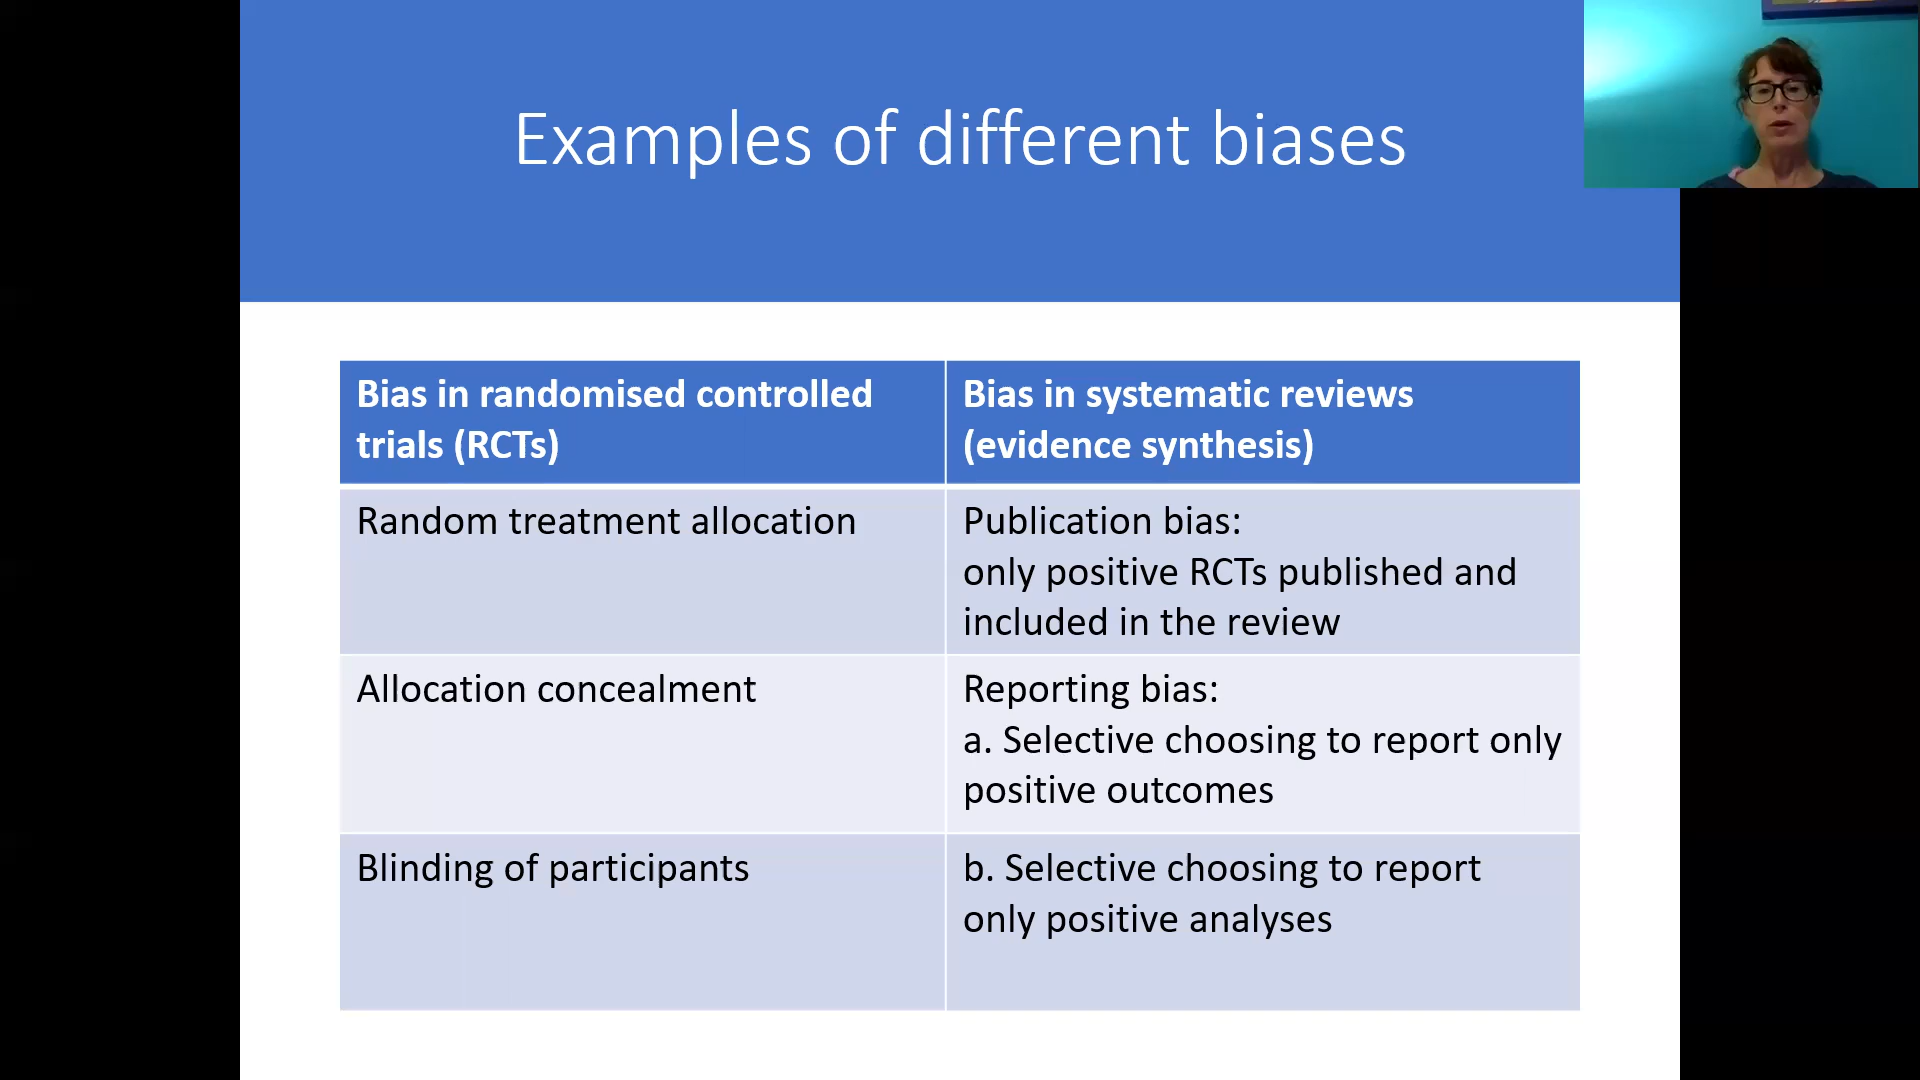 Examples of different biases
Bias in randomised controlled
trials (RCTs)
Bias in systematic reviews
(evidence synthesis)
Random treatment allocation
Publication bias:
only positive RCTs published and
included in the review
Allocation concealment
Reporting bias:
a. Selective choosing to report only
positive outcomes
Blinding of participants
b. Selective choosing to report
only positive analyses